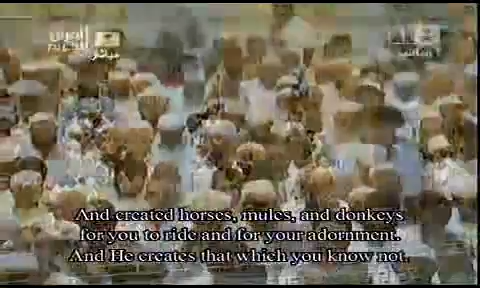 مباشر
And created horses, mules, and donkeys
for you to ride and for your adornment.
And He creates that which you know not.